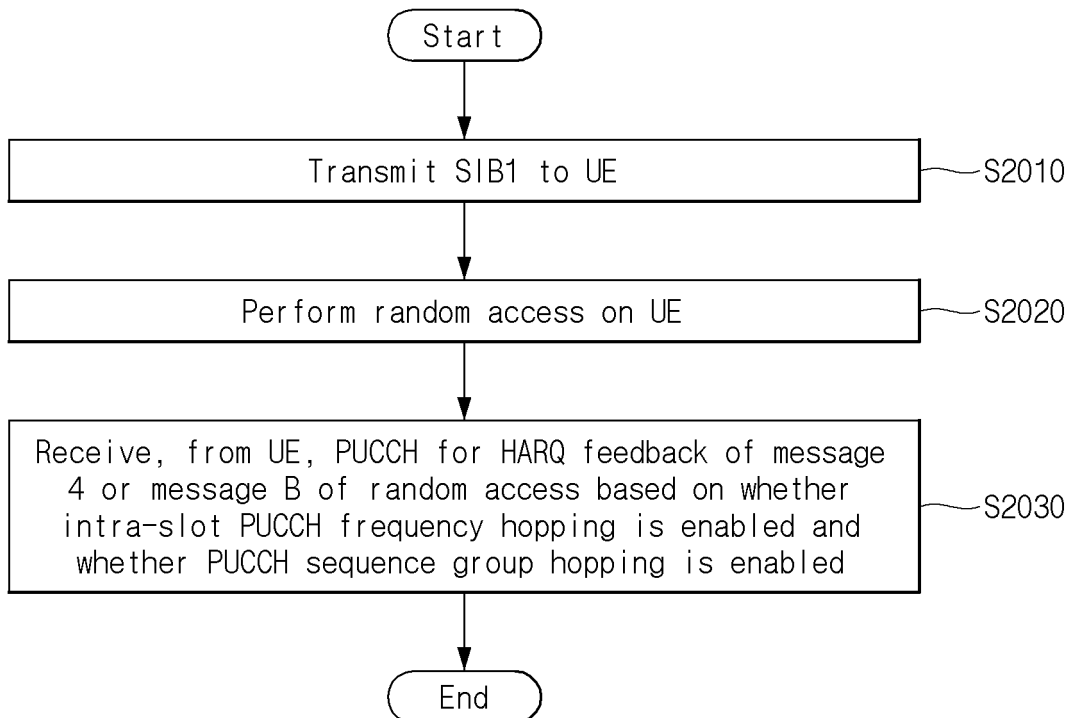 Start
Transmit SIB1 to UE
S2010
Perform random access on UE
S2020
Receive, from UE, PUCCH for HARQ feedback of message
4 or message B of random access based on whether
intra-slot PUCCH frequency hopping is enabled and
whether PUCCH sequence group hopping is enabled
S2030
End